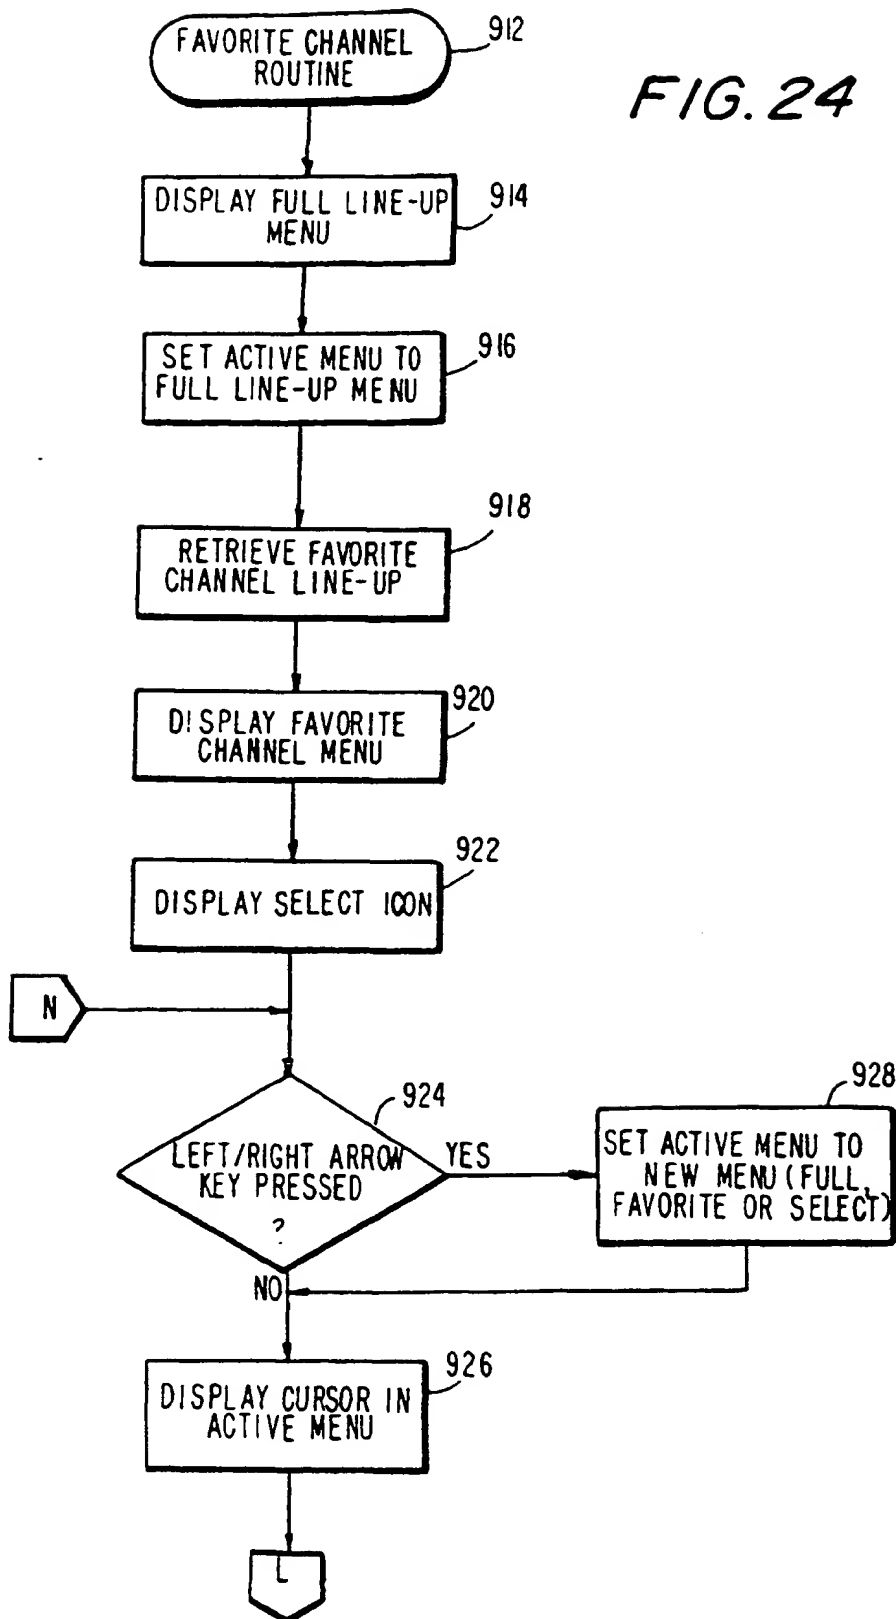 FAVORITE CHANNEL
ROUTINE
912
FIG. 24
DISPLAY FULL LINE-UP
MENU
914
SET ACTIVE MENU TO
FULL LINE-UP MENU
916
RETRIEVE FAVORITE
CHANNEL LINE-UP
918
DISPLAY FAVORITE
CHANNEL MENU
920
DISPLAY SELECT ICON
922
N
LEFT/RIGHT ARROW
KEY PRESSED
?
924
YES
NO
SET ACTIVE MENU TO
NEW MENU (FULL,
FAVORITE OR SELECT)
928
DISPLAY CURSOR IN
ACTIVE MENU
926
L